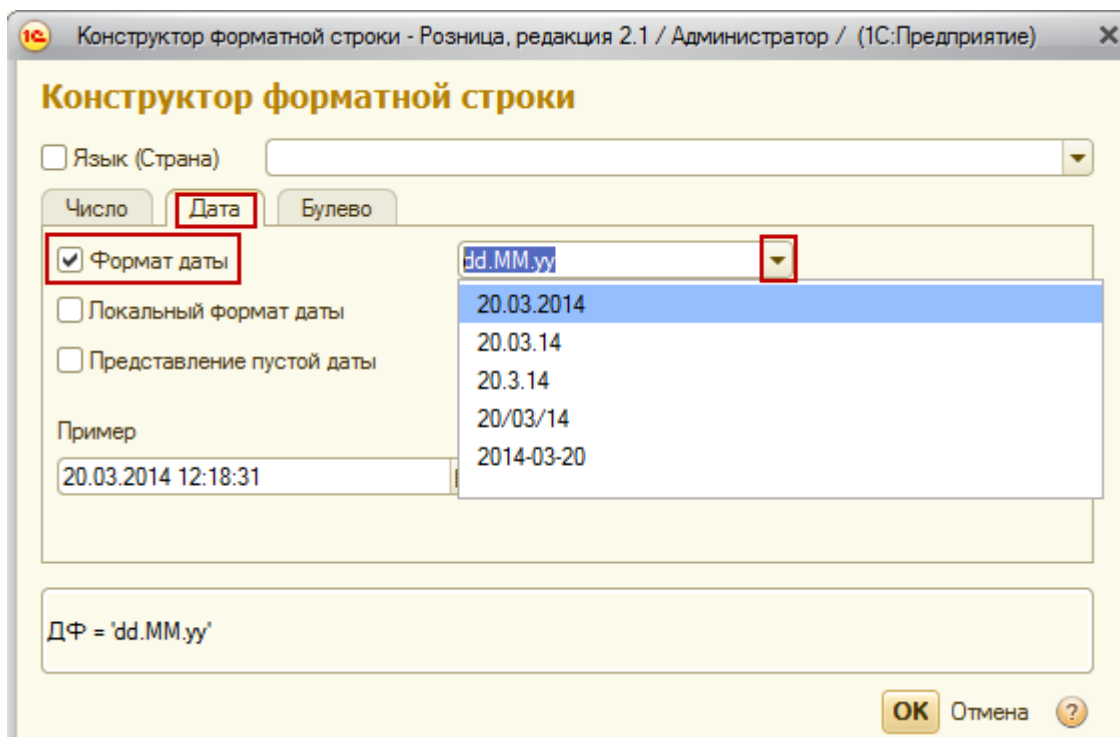 1С Конструктор форматной строки - Розница, редакция 2.1 / Администратор / (1С:Предприятие)
Конструктор форматной строки
Язык (Страна)
Число Дата Булево
Формат даты dd.MM.yy
20.03.2014
Локальный формат даты
20.03.14
Представление пустой даты
20.3.14
20/03/14
Пример
2014-03-20
20.03.2014 12:18:31
ДФ = 'dd.MM.yy'
ОК Отмена ?